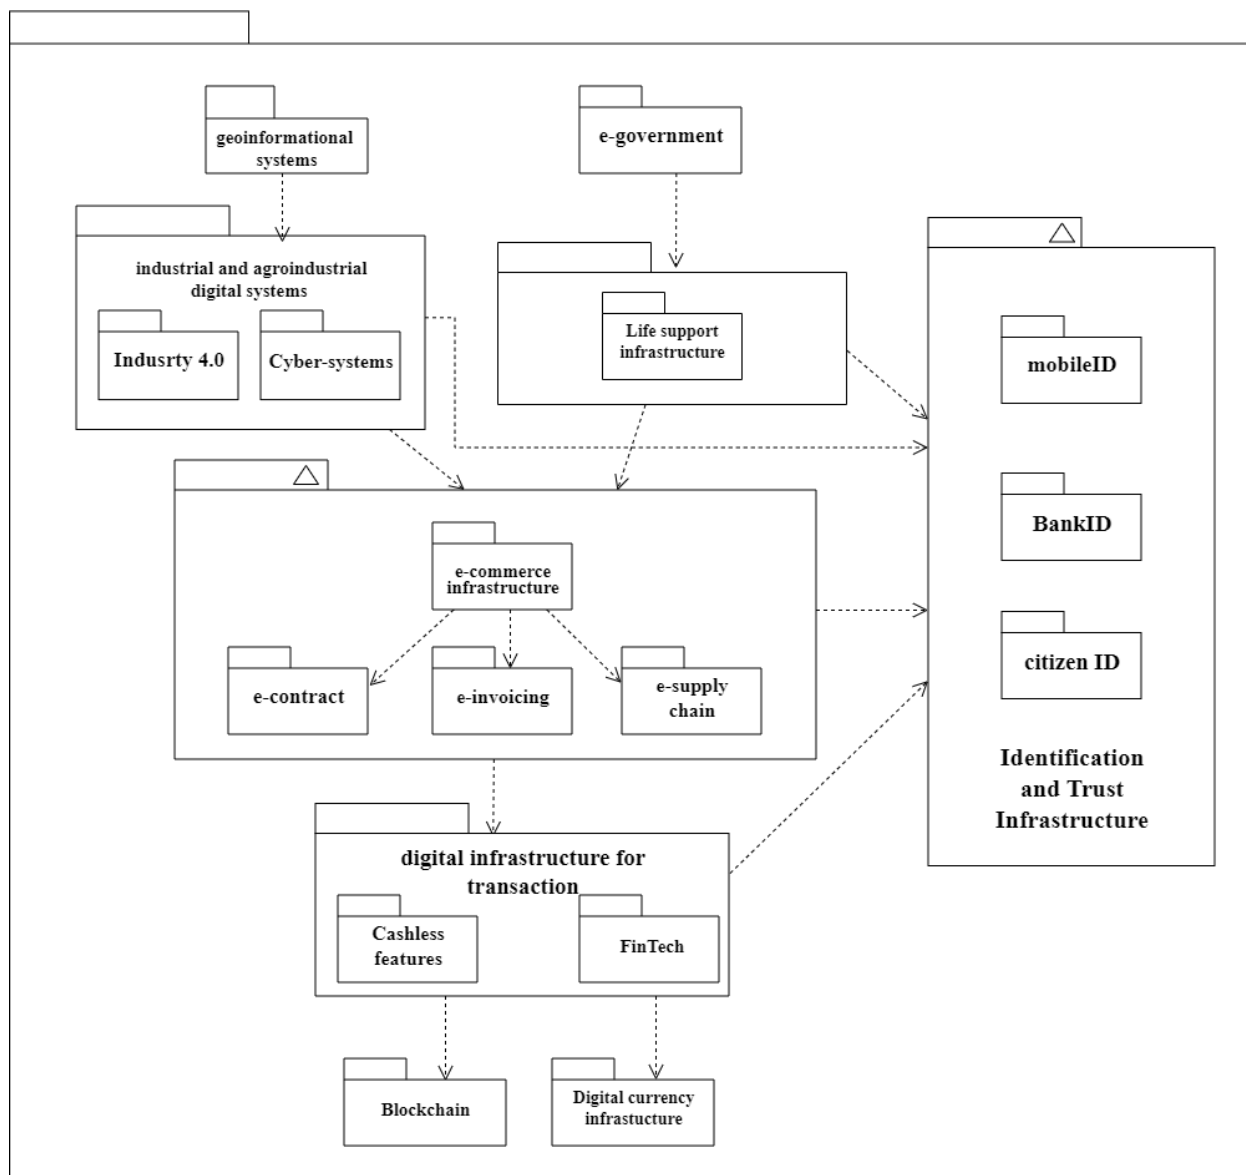 geoinformational
systems
e-government
industrial and agroindustrial
digital systems
Indusrty 4.0
Cyber-systems
Life support
infrastructure
mobileID
BankID
citizen ID
Identification
and Trust
Infrastructure
e-commerce
infrastructure
e-contract
e-invoicing
e-supply
chain
digital infrastructure for
transaction
Cashless
features
FinTech
Blockchain
Digital currency
infrastucture